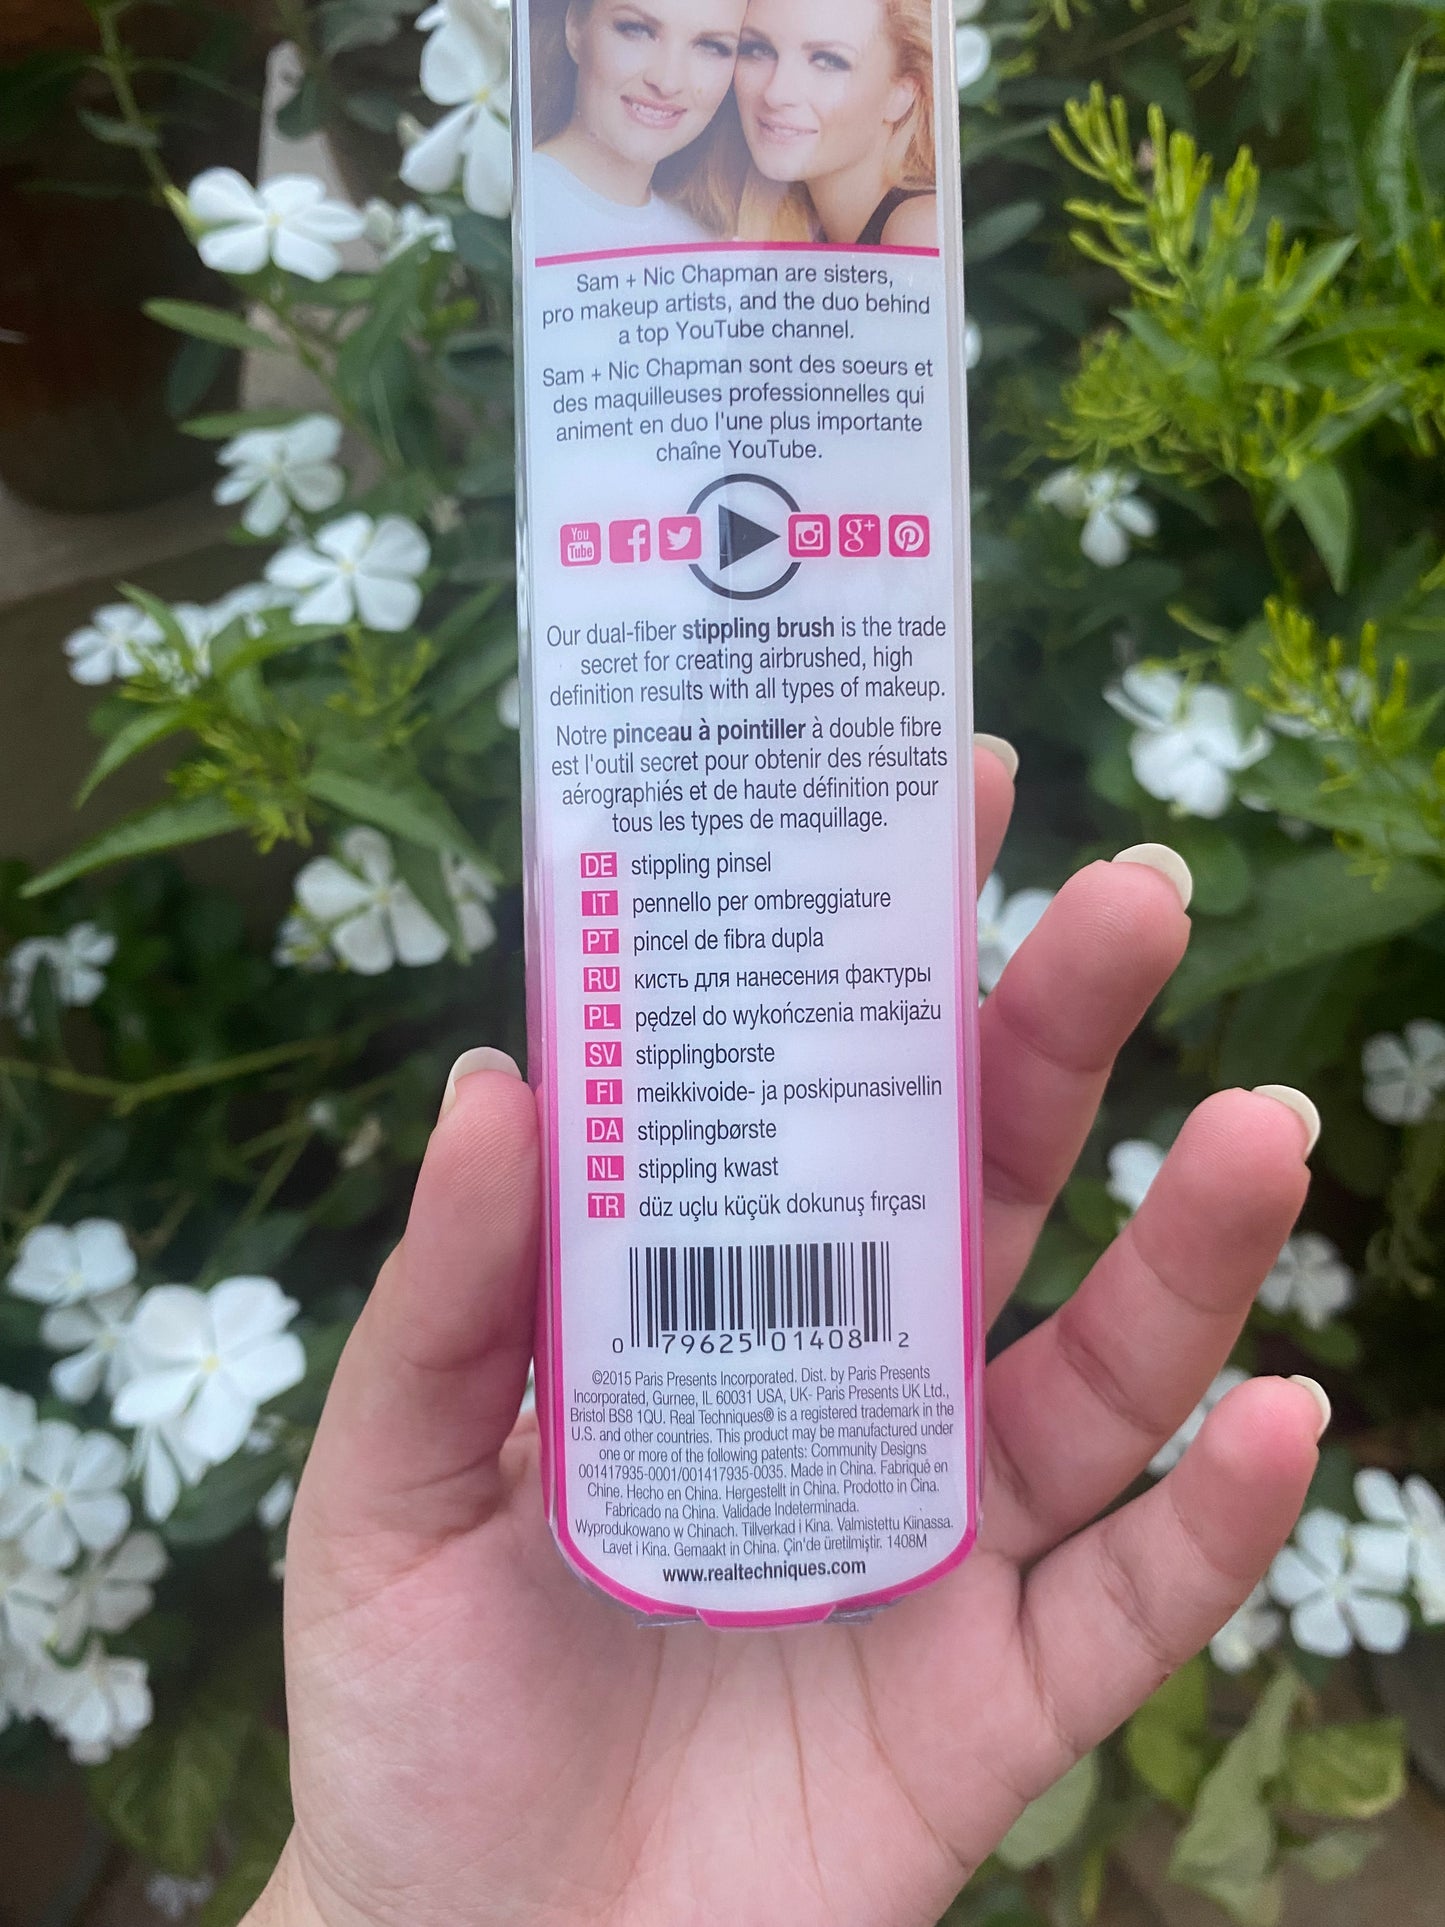 Sam + Nic Chapman are sisters,
pro makeup artists, and the duo behind
a top YouTube channel.
Sam + Nic Chapman sont des soeurs et
des maquilleuses professionnelles qui
animent en duo l'une plus importante
chaîne YouTube.
You
Tube
f
g+
Our dual-fiber stippling brush is the trade
secret for creating airbrushed, high
definition results with all types of makeup.
Notre pinceau à pointiller à double fibre
est l'outil secret pour obtenir des résultats
aérographiés et de haute définition pour
tous les types de maquillage.
DE stippling pinsel
IT pennello per ombreggiature
PT pincel de fibra dupla
RU кисть для нанесения фактуры
PL pędzel do wykończenia makijażu
SV stipplingborste
FI meikkivoide- ja poskipunasivellin
DA stipplingbørste
NL stippling kwast
TR düz uçlu küçük dokunuş fırçası
0 79625 01408 2
©2015 Paris Presents Incorporated. Dist. by Paris Presents
Incorporated, Gurnee, IL 60031 USA, UK- Paris Presents UK Ltd.,
Bristol BS8 1QU. Real Techniques® is a registered trademark in the
U.S. and other countries. This product may be manufactured under
one or more of the following patents: Community Designs
001417935-0001/001417935-0035. Made in China. Fabriqué en
Chine. Hecho en China. Hergestellt in China. Prodotto in Cina.
Fabricado na China. Validade Indeterminada.
Wyprodukowano w Chinach. Tillverkad i Kina. Valmistettu Kiinassa.
Lavet i Kina. Gemaakt in China. Çin'de üretilmiştir. 1408M
www.realtechniques.com